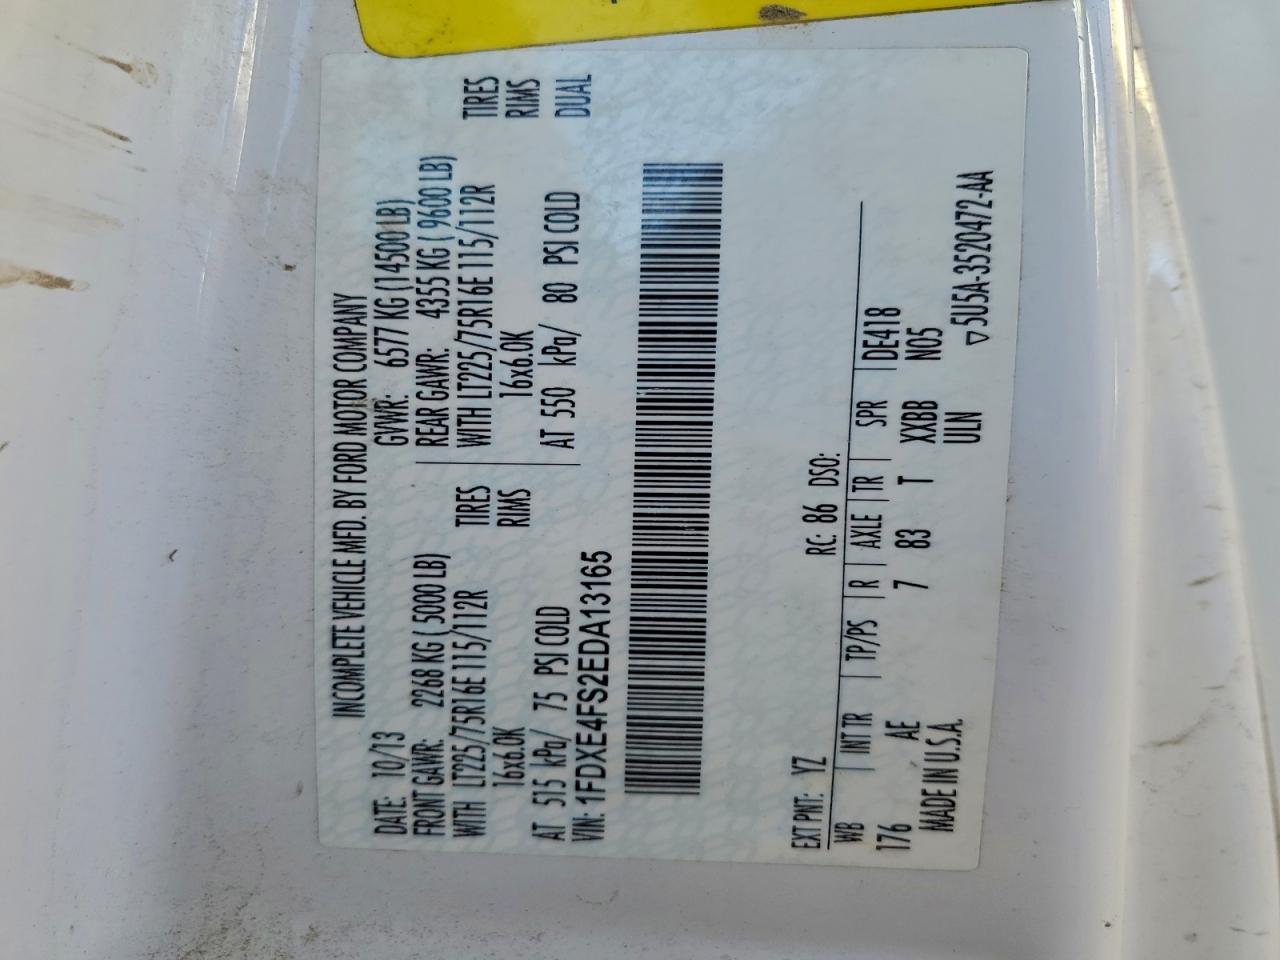 INCOMPLETE VEHICLE MFD. BY FORD MOTOR COMPANY
DATE: 10/13 GVWR: 6577 KG (14500 LB)
FRONT GAWR: 2268 KG ( 5000 LB) REAR GAWR: 4355 KG ( 9600 LB)
WITH LT225/75R16E 115/112R TIRES WITH LT225/75R16E 115/112R TIRES
16x6.0K RIMS 16x6.0K RIMS
AT 515 kPa/ 75 PSI COLD AT 550 kPa/ 80 PSI COLD DUAL
VIN: 1FDXE4FS2EDA13165
EXT PNT: YZ RC: 86 DSO:
WB INT TR TP/PS R AXLE TR SPR DE418
176 AE 7 83 T XXBB N05
MADE IN U.S.A. ULN ▽5U5A-3520472-AA